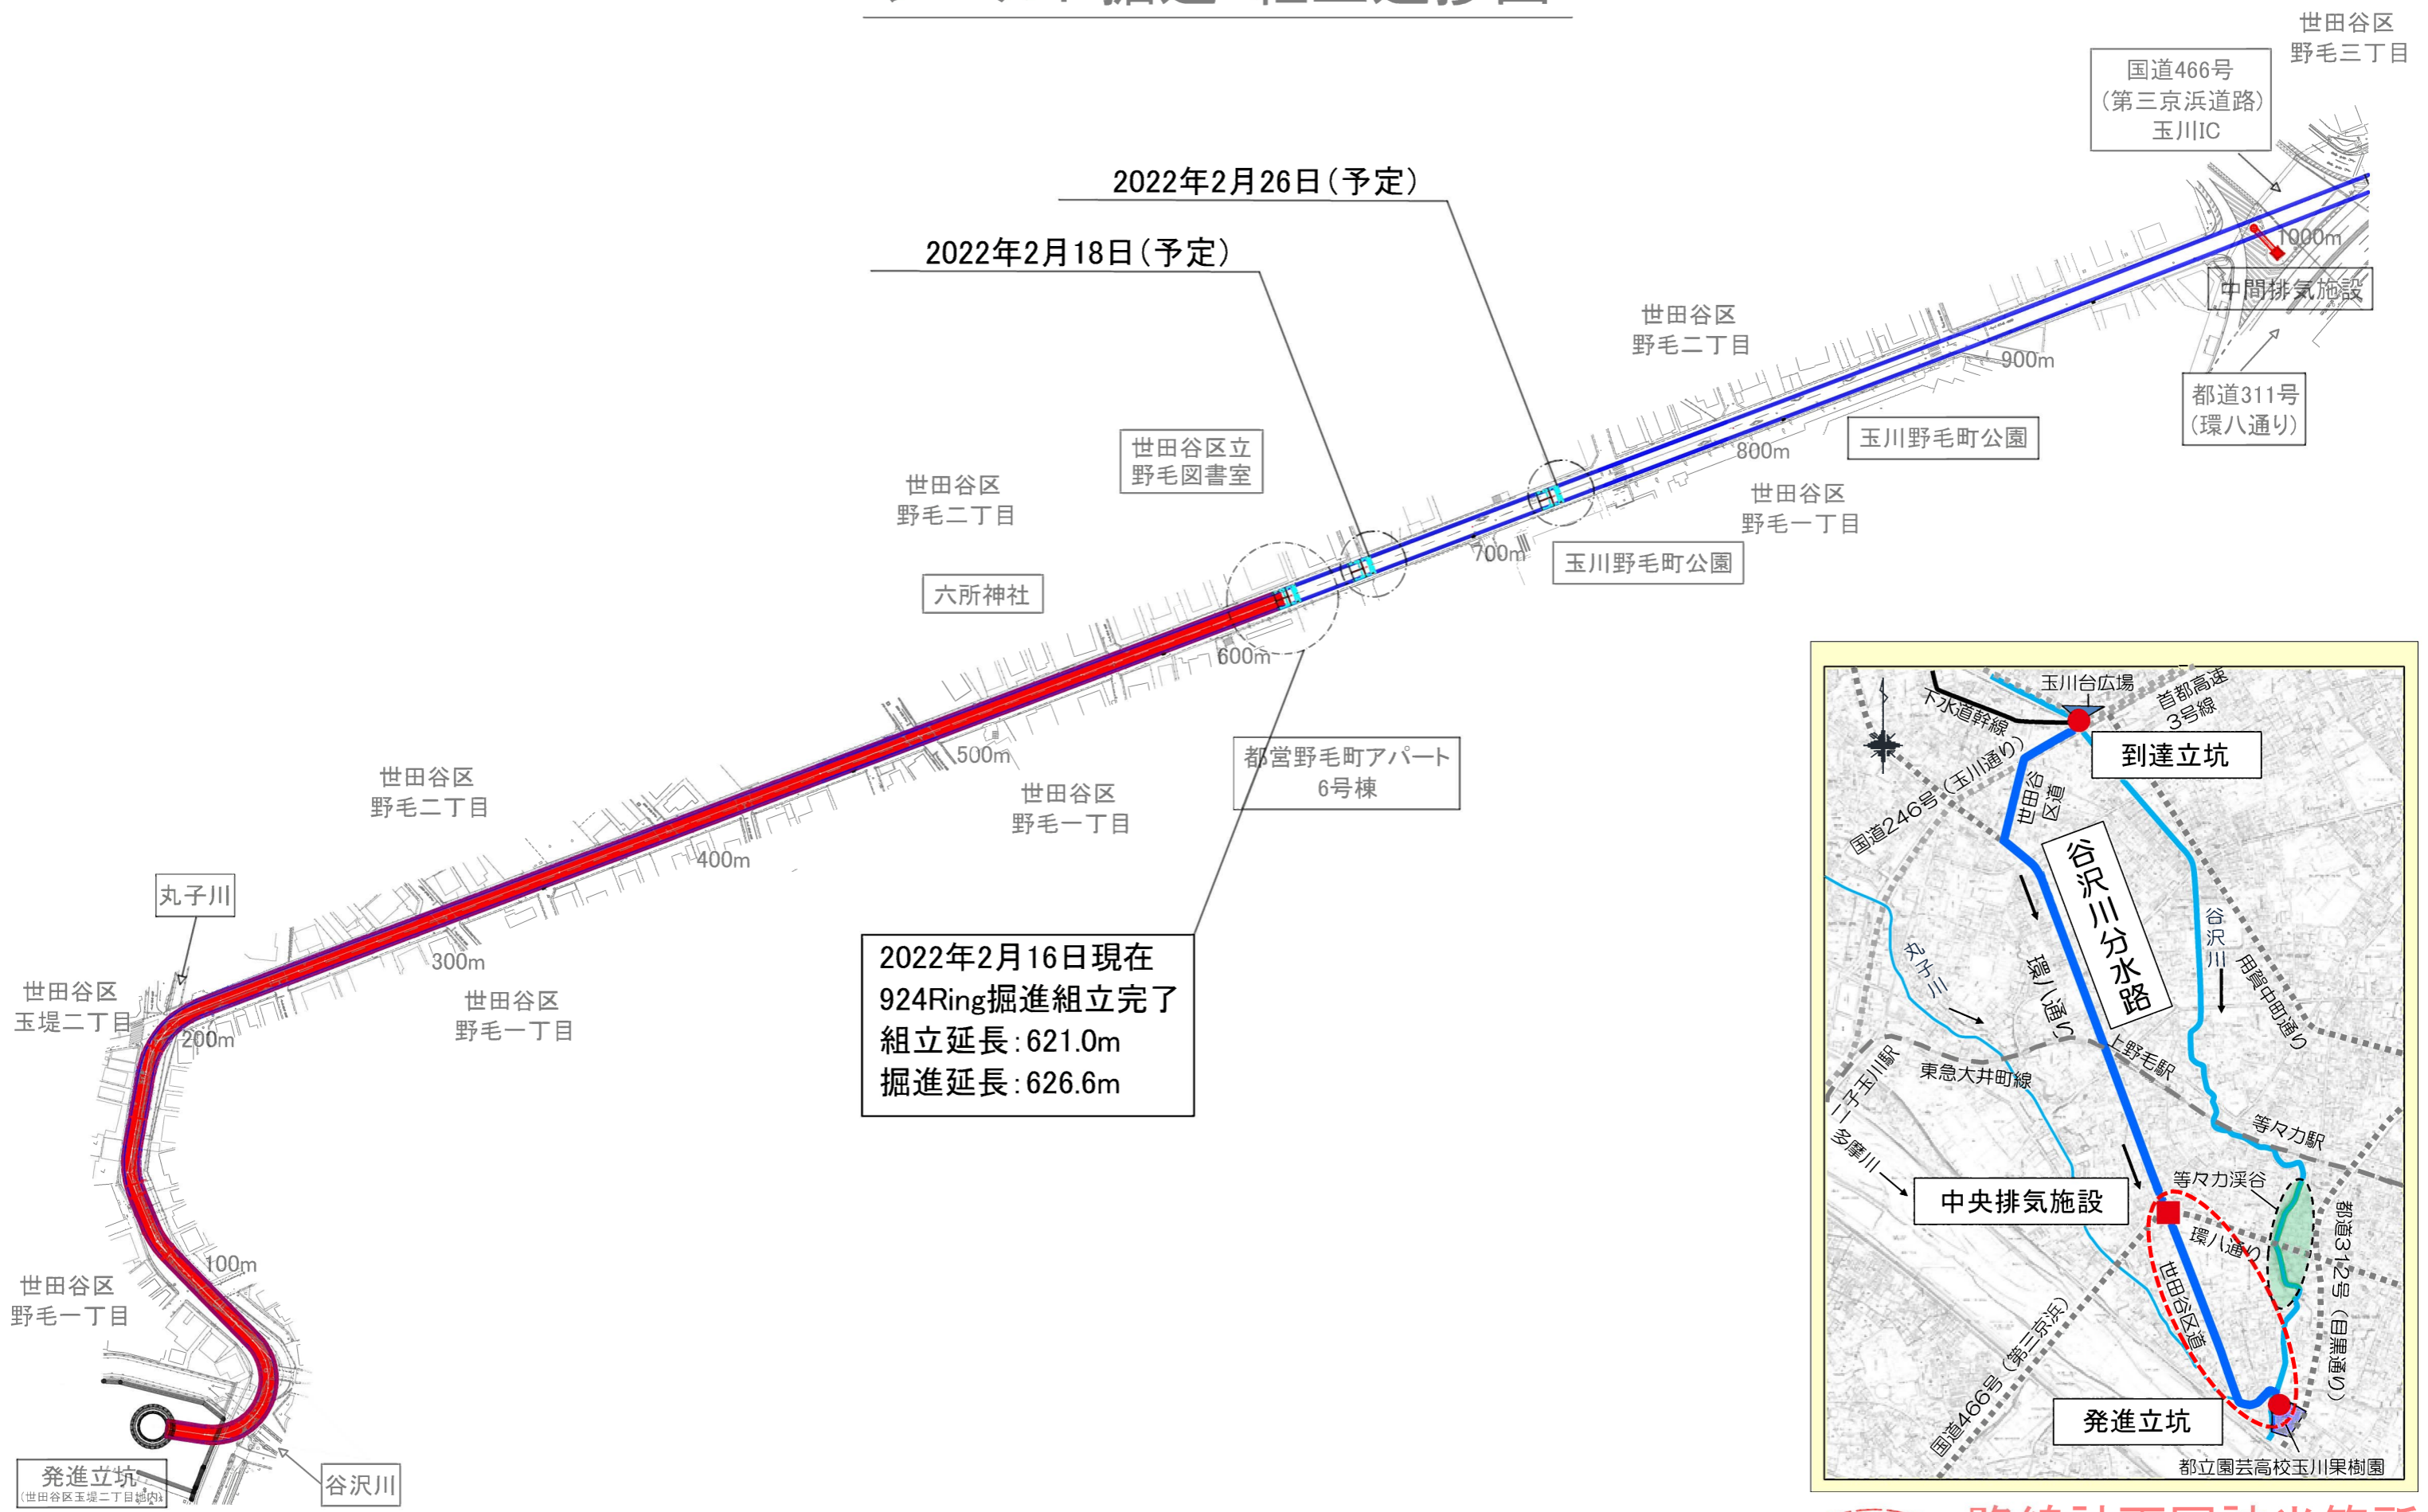 世田谷区
野毛三丁目
国道466号
(第三京浜道路)
玉川IC
2022年2月26日(予定)
2022年2月18日(予定)
1000m
中間排気施設
世田谷区
野毛二丁目
900m
都道311号
(環八通り)
玉川野毛町公園
800m
世田谷区立
野毛図書室
世田谷区
野毛二丁目
世田谷区
野毛一丁目
700m
玉川野毛町公園
六所神社
600m
500m
都営野毛町アパート
6号棟
世田谷区
野毛二丁目
世田谷区
野毛一丁目
400m
丸子川
300m
世田谷区
玉堤二丁目
世田谷区
野毛一丁目
200m
2022年2月16日現在
924Ring掘進組立完了
組立延長:621.0m
掘進延長:626.6m
100m
世田谷区
野毛一丁目
発進立坑
(世田谷区玉堤二丁目地内)
谷沢川
玉川台広場
首都高速
3号線
下水道幹線
到達立坑
国道246号(玉川通り)
世田谷
区道
谷沢川分水路
谷沢川
用賀中町通り
丸子川
環八通り
上野毛駅
東急大井町線
二子玉川駅
多摩川
等々力駅
等々力渓谷
中央排気施設
環八通り
都道312号(目黒通り)
世田谷区道
国道466号(第三京浜)
発進立坑
都立園芸高校玉川果樹園